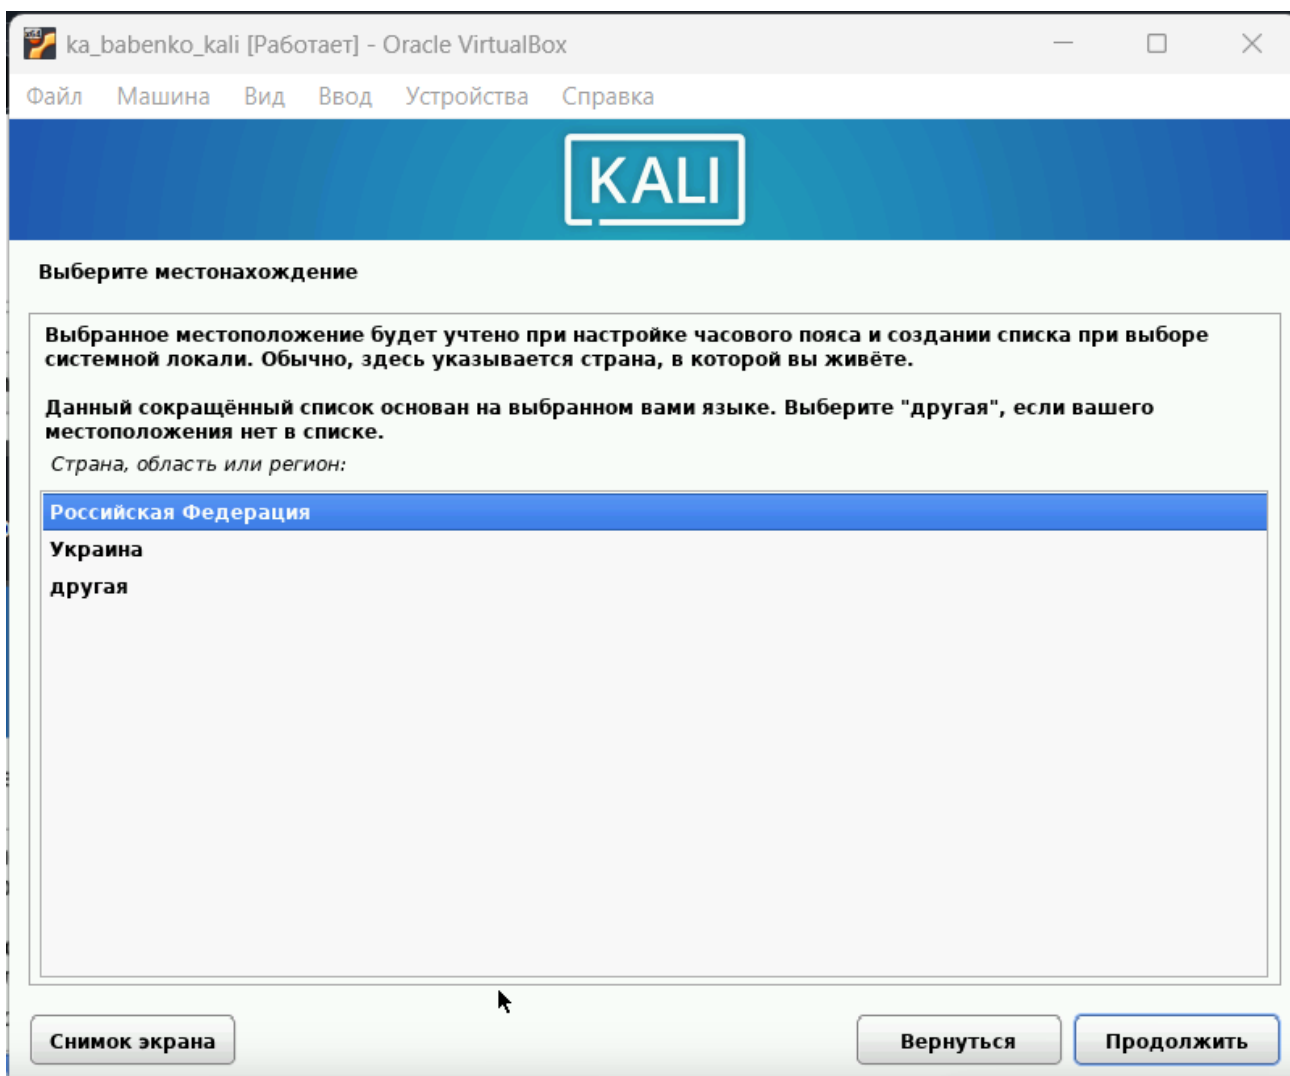 ka_babenko_kali [Работает] - Oracle VirtualBox
Файл Машина Вид Ввод Устройства Справка
KALI
Выберите местонахождение
Выбранное местоположение будет учтено при настройке часового пояса и создании списка при выборе
системной локали. Обычно, здесь указывается страна, в которой вы живёте.
Данный сокращённый список основан на выбранном вами языке. Выберите "другая", если вашего
местоположения нет в списке.
Страна, область или регион:
Российская Федерация
Украина
другая
Снимок экрана Вернуться Продолжить